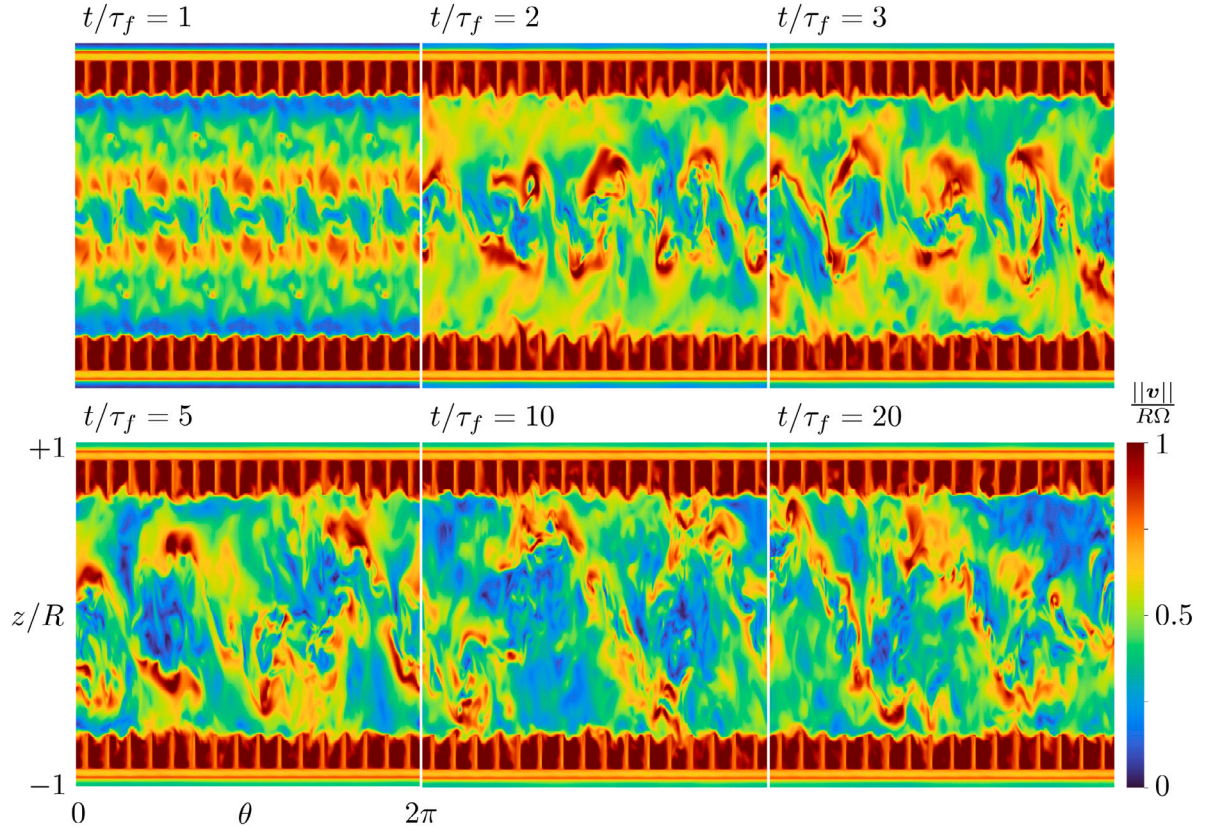 t/τ_f = 1
t/τ_f = 2
t/τ_f = 3
t/τ_f = 5
t/τ_f = 10
t/τ_f = 20
||v||
RΩ
+1
1
z/R
0.5
−1
0
0
θ
2π